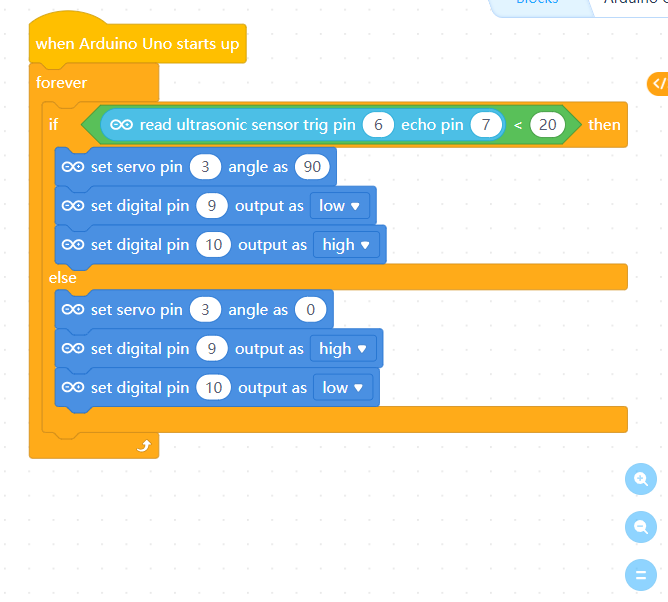 Blocks
when Arduino Uno starts up
forever
if read ultrasonic sensor trig pin 6 echo pin 7 < 20 then
set servo pin 3 angle as 90
set digital pin 9 output as low
set digital pin 10 output as high
else
set servo pin 3 angle as 0
set digital pin 9 output as high
set digital pin 10 output as low